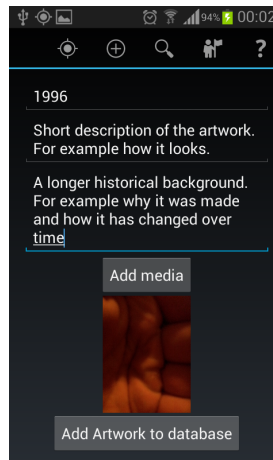 94% 00:02
?
1996
Short description of the artwork.
For example how it looks.
A longer historical background.
For example why it was made
and how it has changed over
time
Add media
Add Artwork to database